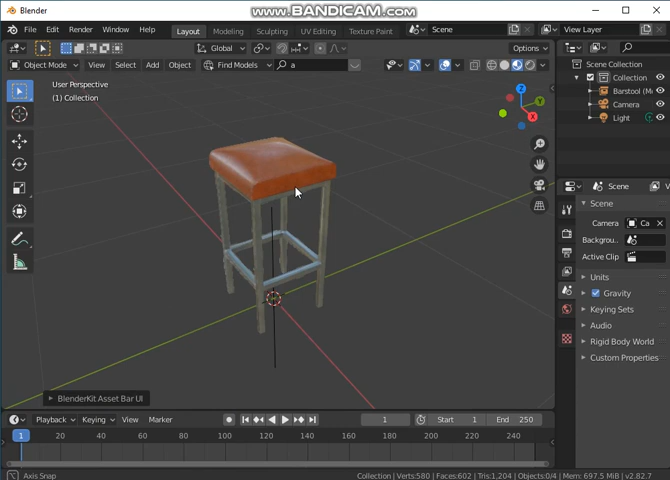 www.BANDICAM.com
Blender
File Edit Render Window Help Layout Modeling Sculpting UV Editing Texture Paint Scene View Layer
Global Options
Object Mode View Select Add Object Find Models a
User Perspective
(1) Collection
X
Y
Z
Scene Collection
Collection
Barstool (M
Camera
Light
Scene
Scene
Camera Ca
Backgrou..
Active Clip
Units
Gravity
Keying Sets
Audio
Rigid Body World
Custom Properties
BlenderKit Asset Bar UI
Playback Keying View Marker 1 Start 1 End 250
1 20 40 60 80 100 120 140 160 180 200 220 240
Axis Snap Collection | Verts:580 | Faces:602 | Tris:1,204 | Objects:0/4 | Mem: 697.5 MiB | v2.82.7